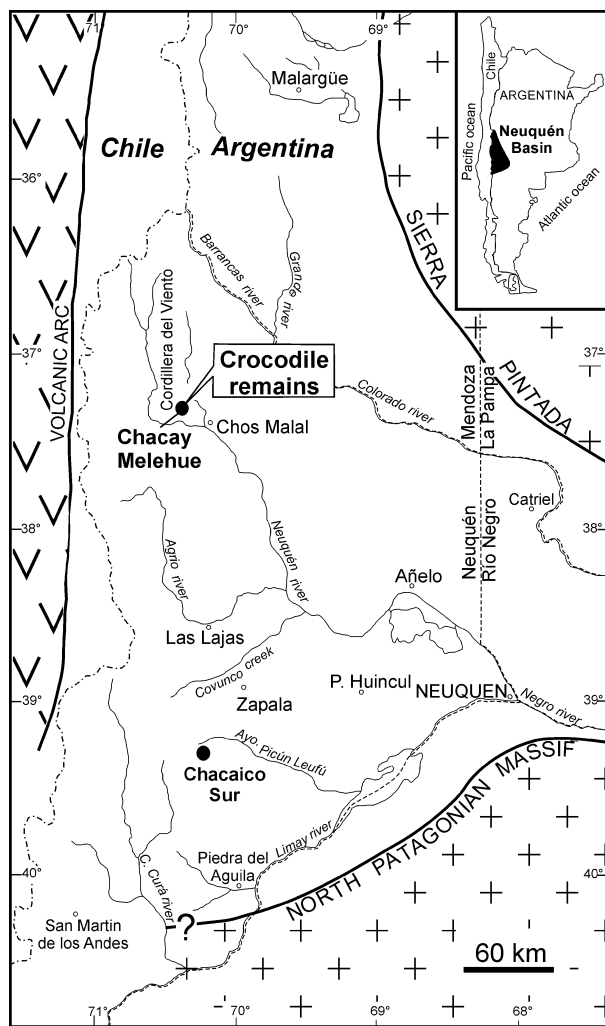 71°
70°
69°
Malargüe
Chile
Argentina
Pacific ocean
Chile
ARGENTINA
Neuquén
Basin
Atlantic ocean
36°
Barrancas river
Grande river
SIERRA
PINTADA
VOLCANIC ARC
Cordillera del Viento
37°
37°
Crocodile
remains
Colorado river
Mendoza
La Pampa
Chos Malal
Chacay
Melehue
Catriel
38°
38°
Neuquén
Río Negro
Agrio river
Neuquén river
Añelo
Las Lajas
Covunco creek
Zapala
P. Huincul
NEUQUEN
Negro river
39°
39°
Ayo. Picún Leufú
Chacaico
Sur
Limay river
NORTH PATAGONIAN MASSIF
Piedra del
Aguila
C. Curá river
40°
40°
San Martin
de los Andes
?
60 km
71°
70°
69°
68°